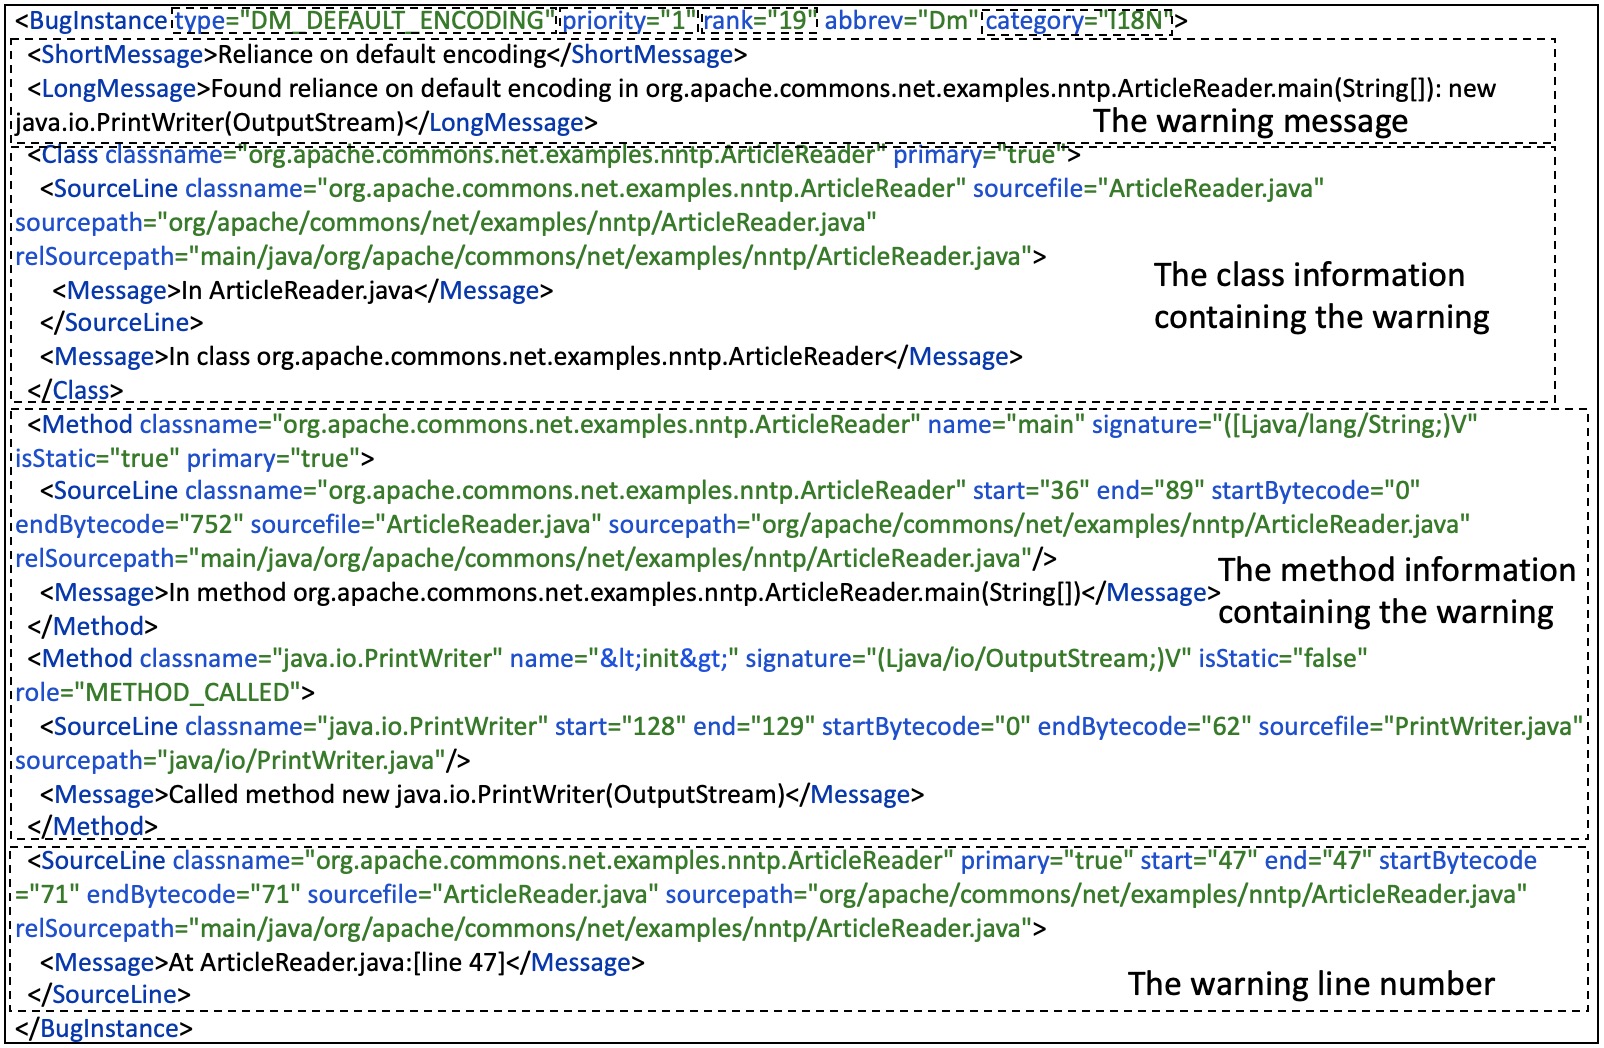 <BugInstance type="DM_DEFAULT_ENCODING" priority="1" rank="19" abbrev="Dm" category="I18N">
<ShortMessage>Reliance on default encoding</ShortMessage>
<LongMessage>Found reliance on default encoding in org.apache.commons.net.examples.nntp.ArticleReader.main(String[]): new
java.io.PrintWriter(OutputStream)</LongMessage>
The warning message
<Class classname="org.apache.commons.net.examples.nntp.ArticleReader" primary="true">
<SourceLine classname="org.apache.commons.net.examples.nntp.ArticleReader" sourcefile="ArticleReader.java"
sourcepath="org/apache/commons/net/examples/nntp/ArticleReader.java"
relSourcepath="main/java/org/apache/commons/net/examples/nntp/ArticleReader.java">
<Message>In ArticleReader.java</Message>
</SourceLine>
<Message>In class org.apache.commons.net.examples.nntp.ArticleReader</Message>
</Class>
The class information
containing the warning
<Method classname="org.apache.commons.net.examples.nntp.ArticleReader" name="main" signature="([Ljava/lang/String;)V"
isStatic="true" primary="true">
<SourceLine classname="org.apache.commons.net.examples.nntp.ArticleReader" start="36" end="89" startBytecode="0"
endBytecode="752" sourcefile="ArticleReader.java" sourcepath="org/apache/commons/net/examples/nntp/ArticleReader.java"
relSourcepath="main/java/org/apache/commons/net/examples/nntp/ArticleReader.java"/>
<Message>In method org.apache.commons.net.examples.nntp.ArticleReader.main(String[])</Message>
</Method>
The method information
containing the warning
<Method classname="java.io.PrintWriter" name="&lt;init&gt;" signature="(Ljava/io/OutputStream;)V" isStatic="false"
role="METHOD_CALLED">
<SourceLine classname="java.io.PrintWriter" start="128" end="129" startBytecode="0" endBytecode="62" sourcefile="PrintWriter.java"
sourcepath="java/io/PrintWriter.java"/>
<Message>Called method new java.io.PrintWriter(OutputStream)</Message>
</Method>
<SourceLine classname="org.apache.commons.net.examples.nntp.ArticleReader" primary="true" start="47" end="47" startBytecode
="71" endBytecode="71" sourcefile="ArticleReader.java" sourcepath="org/apache/commons/net/examples/nntp/ArticleReader.java"
relSourcepath="main/java/org/apache/commons/net/examples/nntp/ArticleReader.java">
<Message>At ArticleReader.java:[line 47]</Message>
</SourceLine>
The warning line number
</BugInstance>